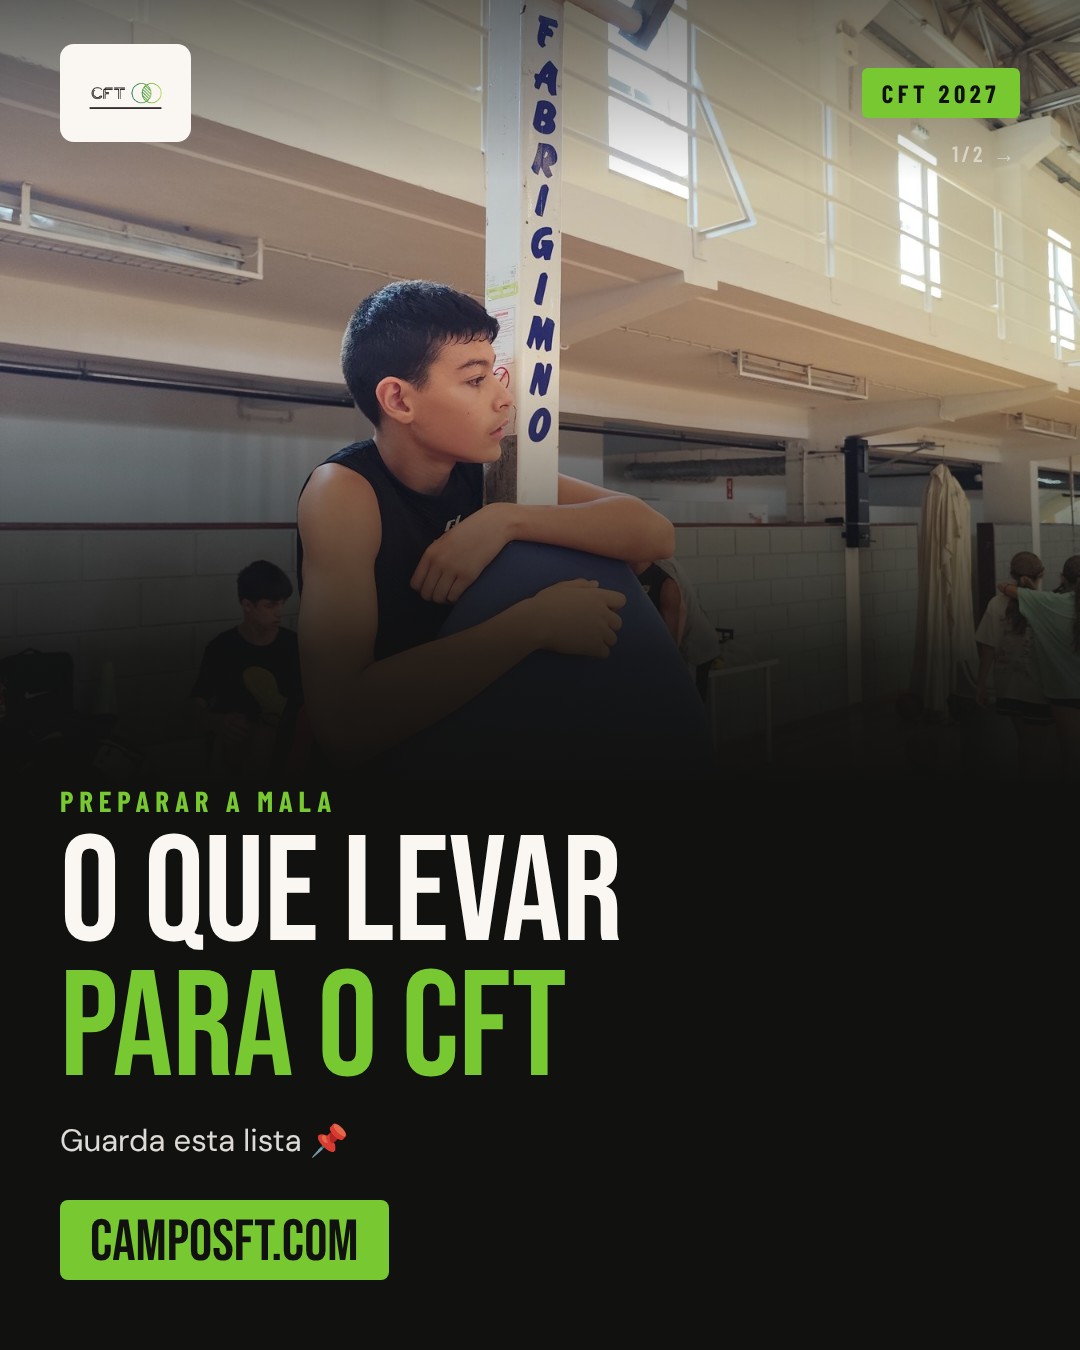 CFT
CFT 2027
1/2 →
FABRIGIMNO
PREPARAR A MALA
O QUE LEVAR
PARA O CFT
Guarda esta lista 📌
CAMPOSFT.COM